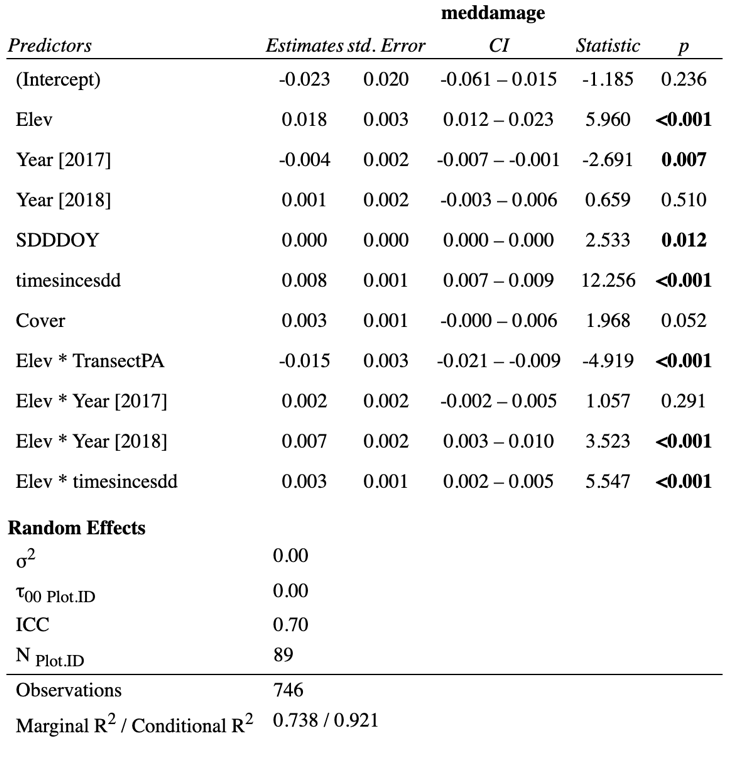 meddamage
Predictors Estimates std. Error CI Statistic p
(Intercept) -0.023 0.020 -0.061 – 0.015 -1.185 0.236
Elev 0.018 0.003 0.012 – 0.023 5.960 <0.001
Year [2017] -0.004 0.002 -0.007 – -0.001 -2.691 0.007
Year [2018] 0.001 0.002 -0.003 – 0.006 0.659 0.510
SDDDOY 0.000 0.000 0.000 – 0.000 2.533 0.012
timesincesdd 0.008 0.001 0.007 – 0.009 12.256 <0.001
Cover 0.003 0.001 -0.000 – 0.006 1.968 0.052
Elev * TransectPA -0.015 0.003 -0.021 – -0.009 -4.919 <0.001
Elev * Year [2017] 0.002 0.002 -0.002 – 0.005 1.057 0.291
Elev * Year [2018] 0.007 0.002 0.003 – 0.010 3.523 <0.001
Elev * timesincesdd 0.003 0.001 0.002 – 0.005 5.547 <0.001
Random Effects
σ² 0.00
τ₀₀ Plot.ID 0.00
ICC 0.70
N Plot.ID 89
Observations 746
Marginal R² / Conditional R² 0.738 / 0.921